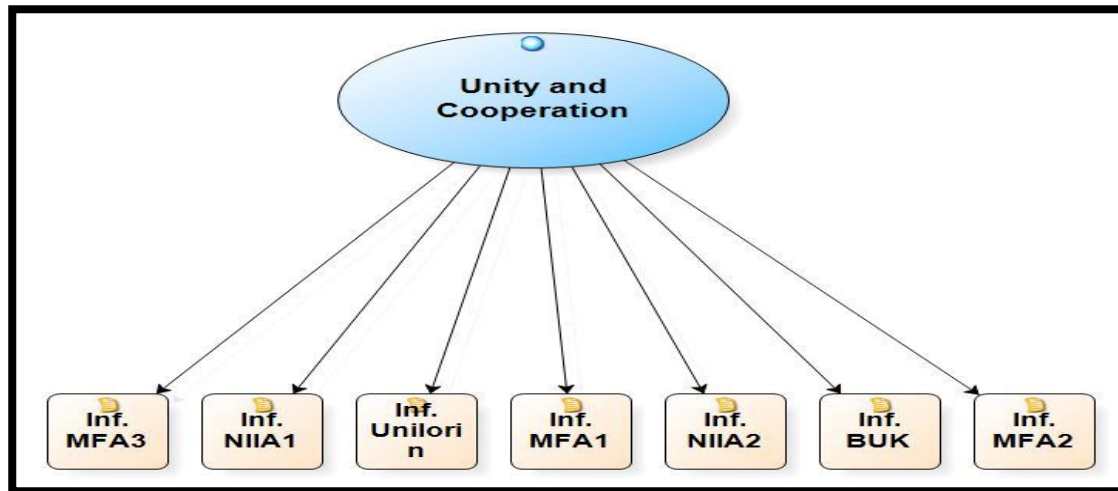 Unity and
Cooperation
Inf.
MFA3
Inf.
NIIA1
Inf.
Unilori
n
Inf.
MFA1
Inf.
NIIA2
Inf.
BUK
Inf.
MFA2